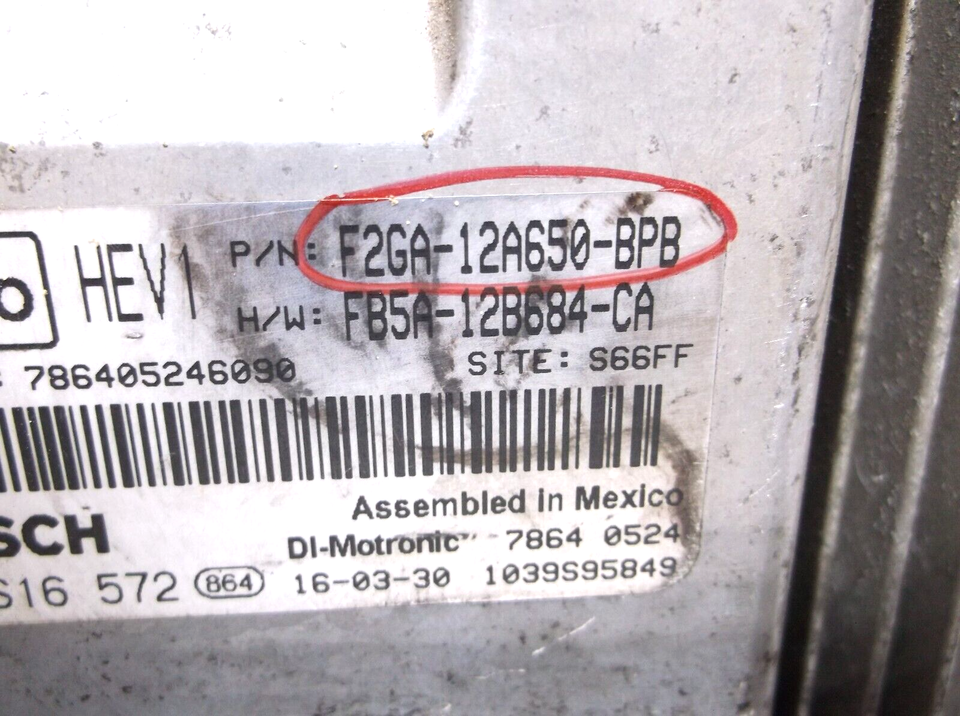 HEV1 P/N: F2GA-12A650-BPB
H/W: FB5A-12B684-CA
786405246090 SITE: S66FF
Assembled in Mexico
SCH DI-Motronic 7864 0524
S16 572 864 16-03-30 1039S95849